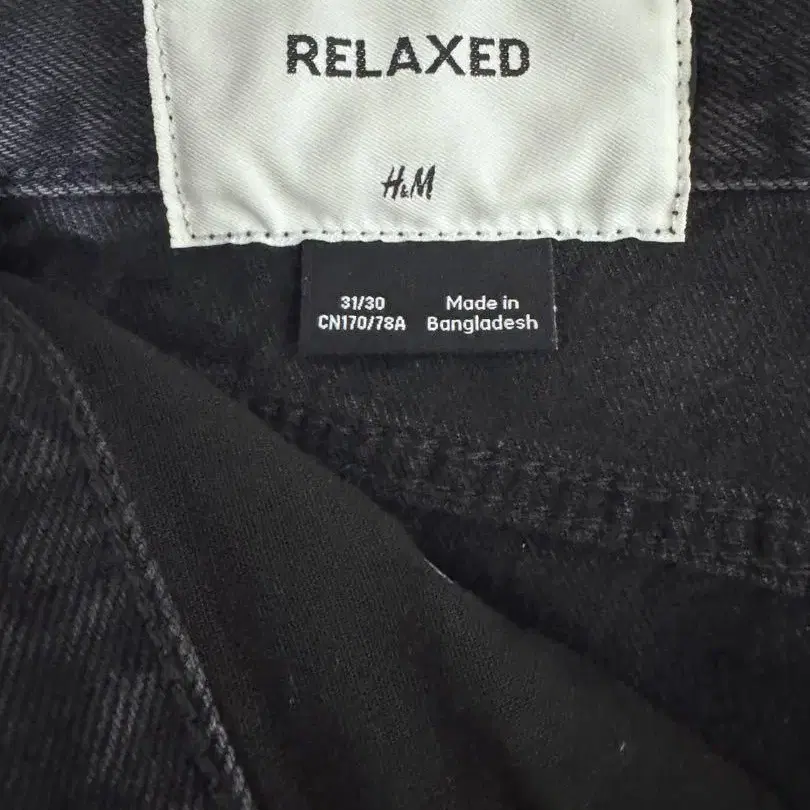 RELAXED
H&M
31/30
CN170/78A
Made in
Bangladesh